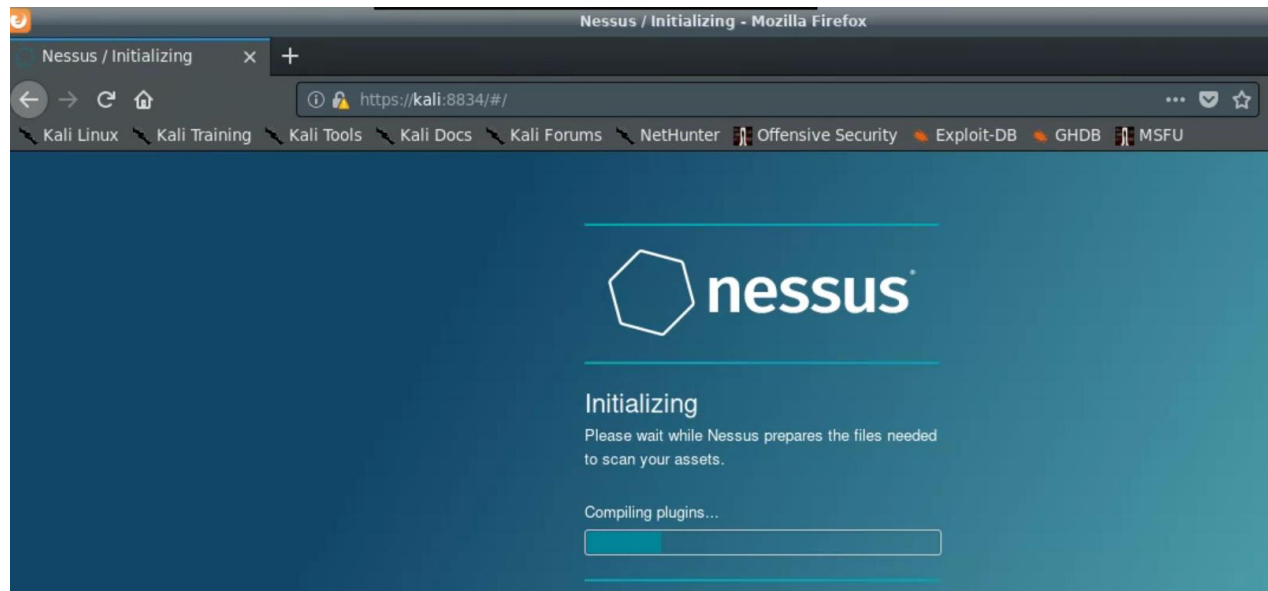 Nessus / Initializing - Mozilla Firefox
Nessus / Initializing
https://kali:8834/#/
Kali Linux Kali Training Kali Tools Kali Docs Kali Forums NetHunter Offensive Security Exploit-DB GHDB MSFU
nessus®
Initializing
Please wait while Nessus prepares the files needed
to scan your assets.
Compiling plugins...